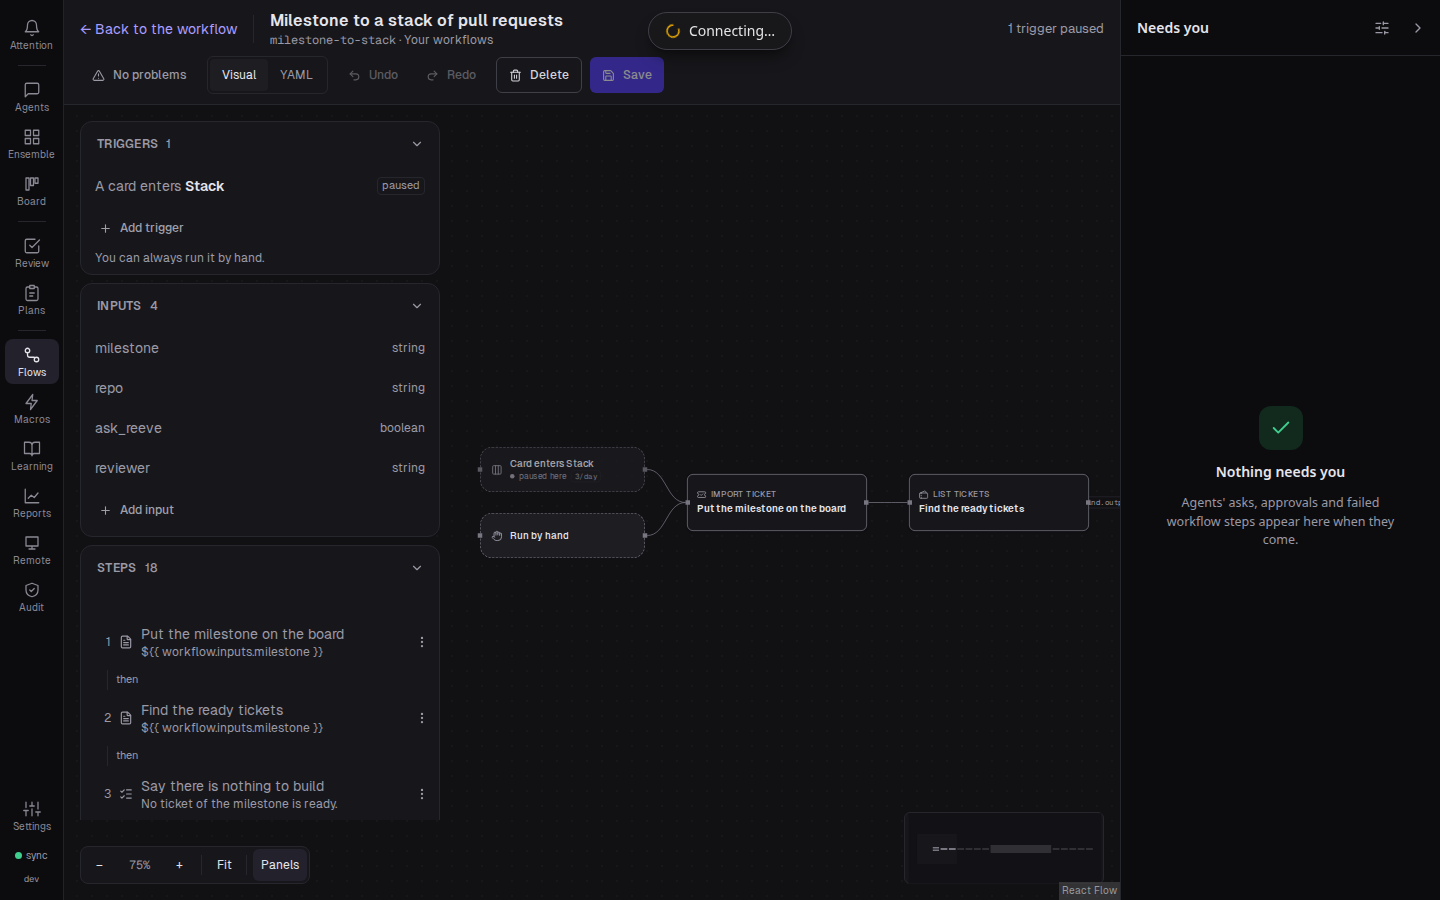 Attention
Agents
Ensemble
Board
Review
Plans
Flows
Macros
Learning
Reports
Remote
Audit
Settings
sync
dev
← Back to the workflow
Milestone to a stack of pull requests
milestone-to-stack · Your workflows
Connecting...
1 trigger paused
No problems
Visual
YAML
Undo
Redo
Delete
Save
TRIGGERS 1
A card enters Stack
paused
+ Add trigger
You can always run it by hand.
INPUTS 4
milestone string
repo string
ask_reeve boolean
reviewer string
+ Add input
STEPS 18
1 Put the milestone on the board
${{ workflow.inputs.milestone }}
then
2 Find the ready tickets
${{ workflow.inputs.milestone }}
then
3 Say there is nothing to build
No ticket of the milestone is ready.
− 75% + Fit Panels
Card enters Stack
paused here 3/day
Run by hand
IMPORT TICKET
Put the milestone on the board
LIST TICKETS
Find the ready tickets
nd.outp
React Flow
Needs you
Nothing needs you
Agents' asks, approvals and failed
workflow steps appear here when they
come.